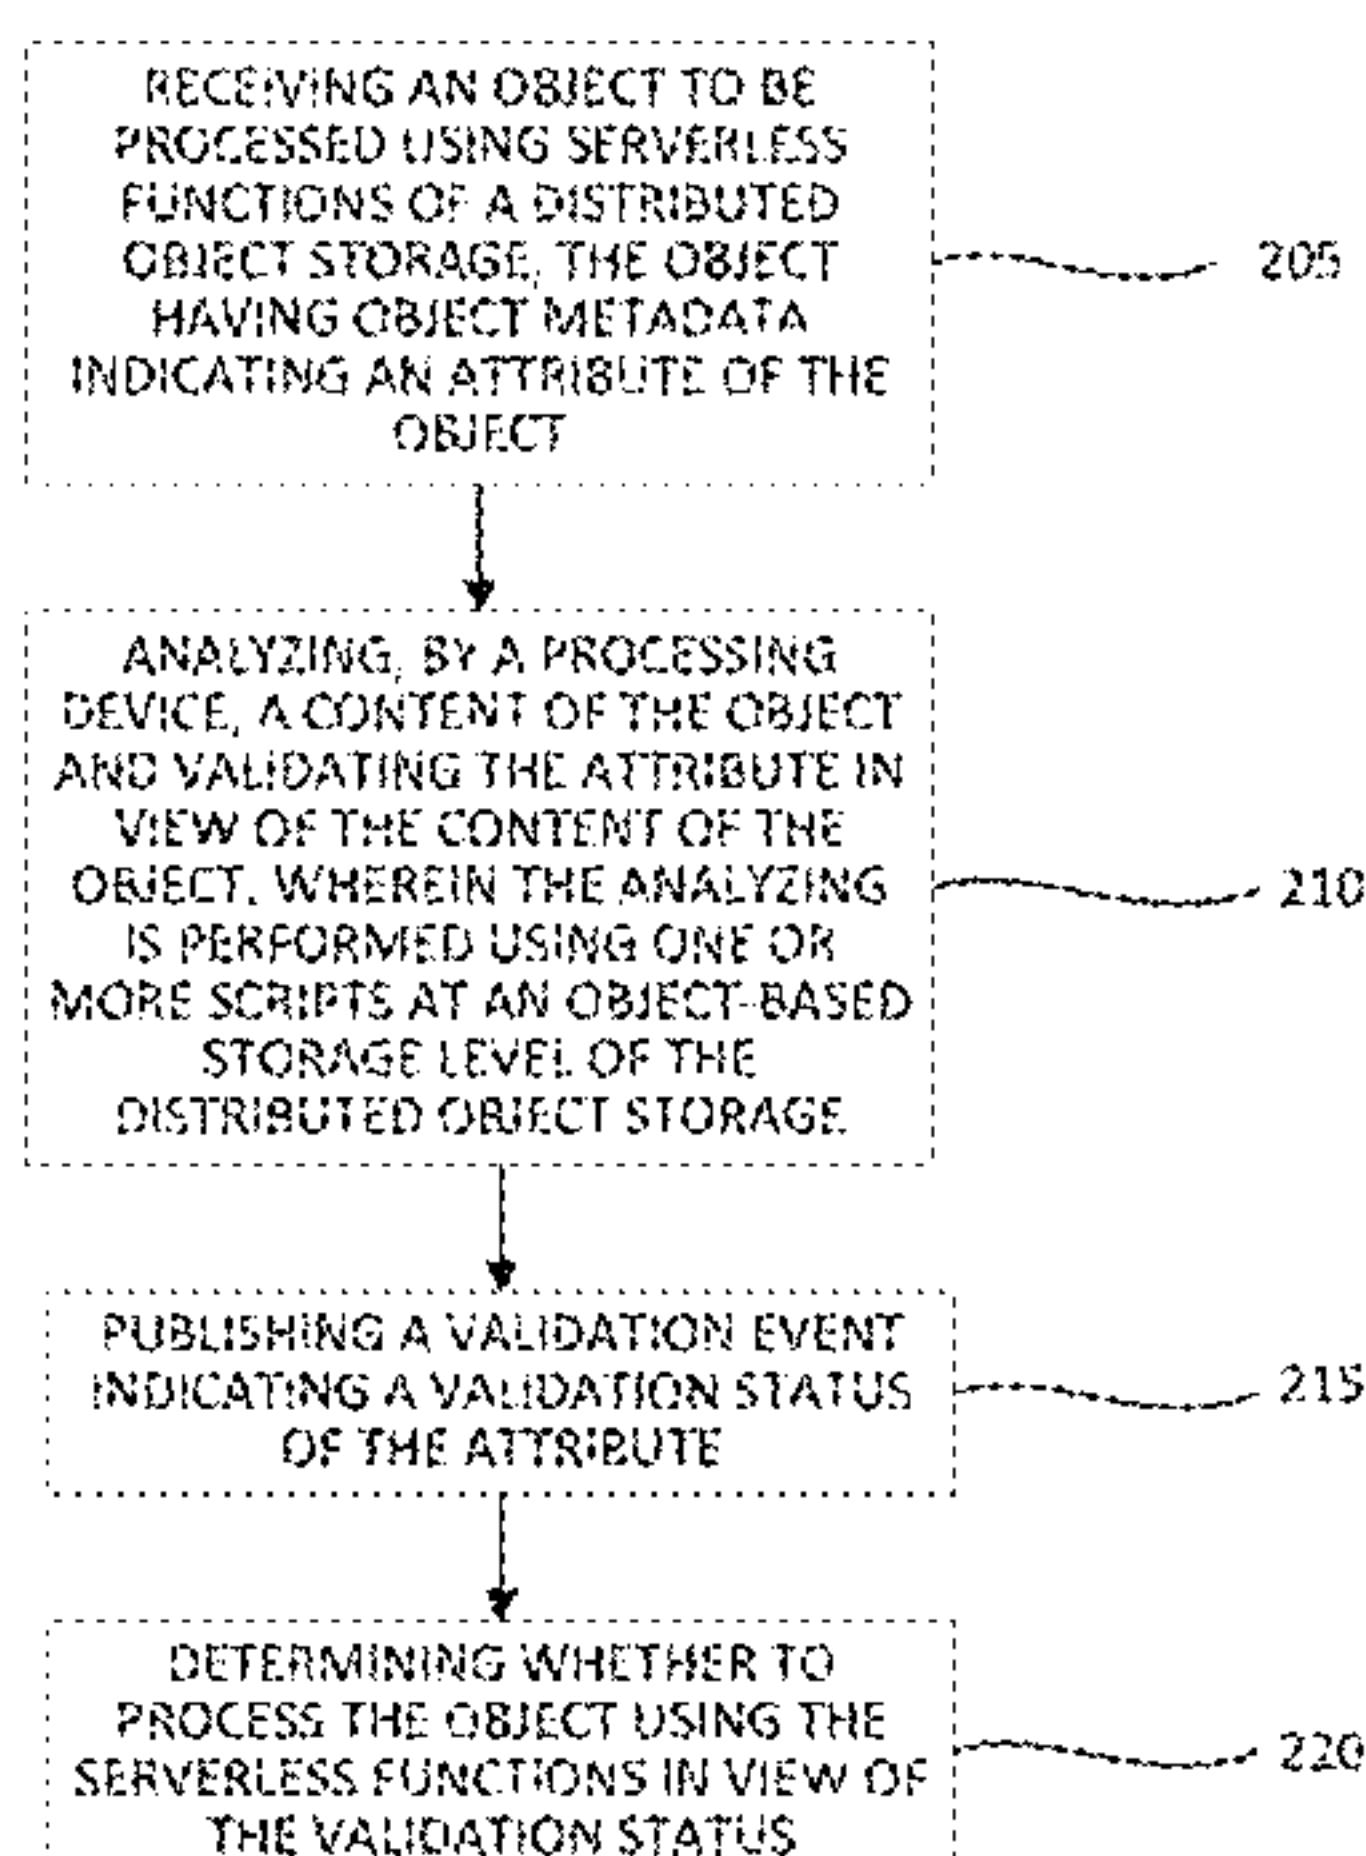 RECEIVING AN OBJECT TO BE
PROCESSED USING SERVERLESS
FUNCTIONS OF A DISTRIBUTED
OBJECT STORAGE, THE OBJECT
HAVING OBJECT METADATA
INDICATING AN ATTRIBUTE OF THE
OBJECT
205
ANALYZING, BY A PROCESSING
DEVICE, A CONTENT OF THE OBJECT
AND VALIDATING THE ATTRIBUTE IN
VIEW OF THE CONTENT OF THE
OBJECT, WHEREIN THE ANALYZING
IS PERFORMED USING ONE OR
MORE SCRIPTS AT AN OBJECT-BASED
STORAGE LEVEL OF THE
DISTRIBUTED OBJECT STORAGE
210
PUBLISHING A VALIDATION EVENT
INDICATING A VALIDATION STATUS
OF THE ATTRIBUTE
215
DETERMINING WHETHER TO
PROCESS THE OBJECT USING THE
SERVERLESS FUNCTIONS IN VIEW OF
THE VALIDATION STATUS
220